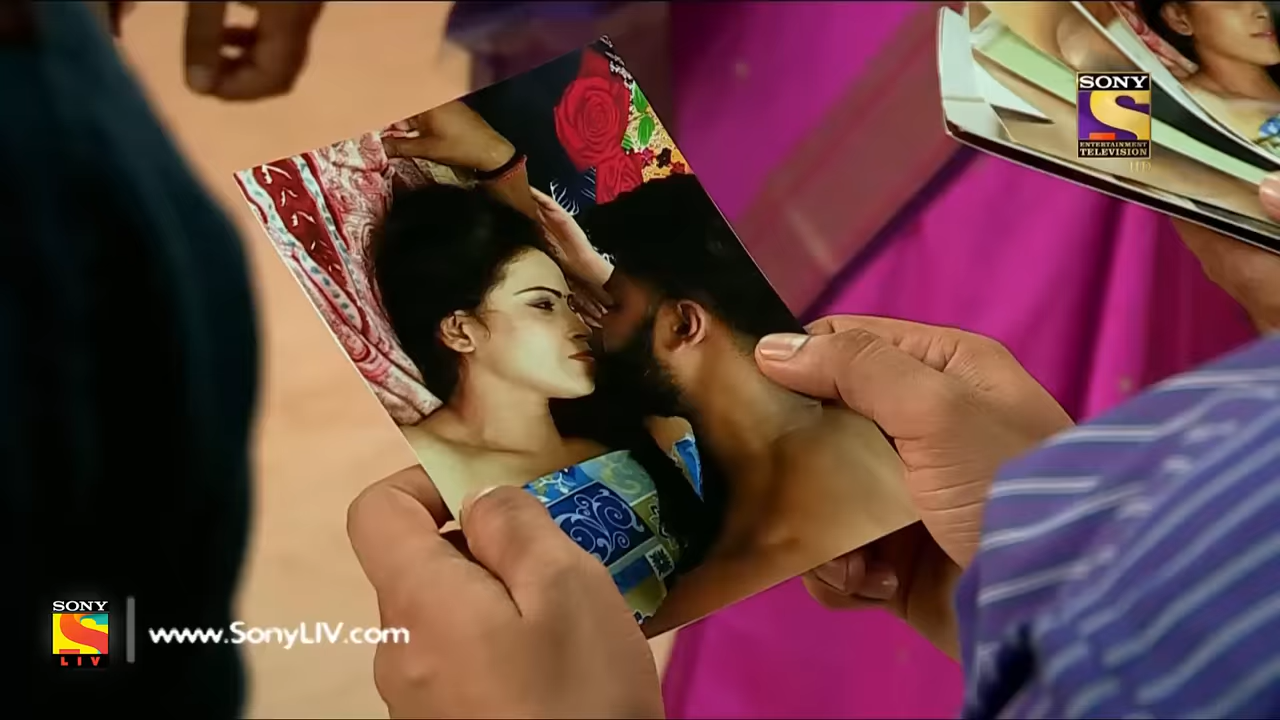 SONY
ENTERTAINMENT
TELEVISION
SONY
LIV
www.SonyLIV.com